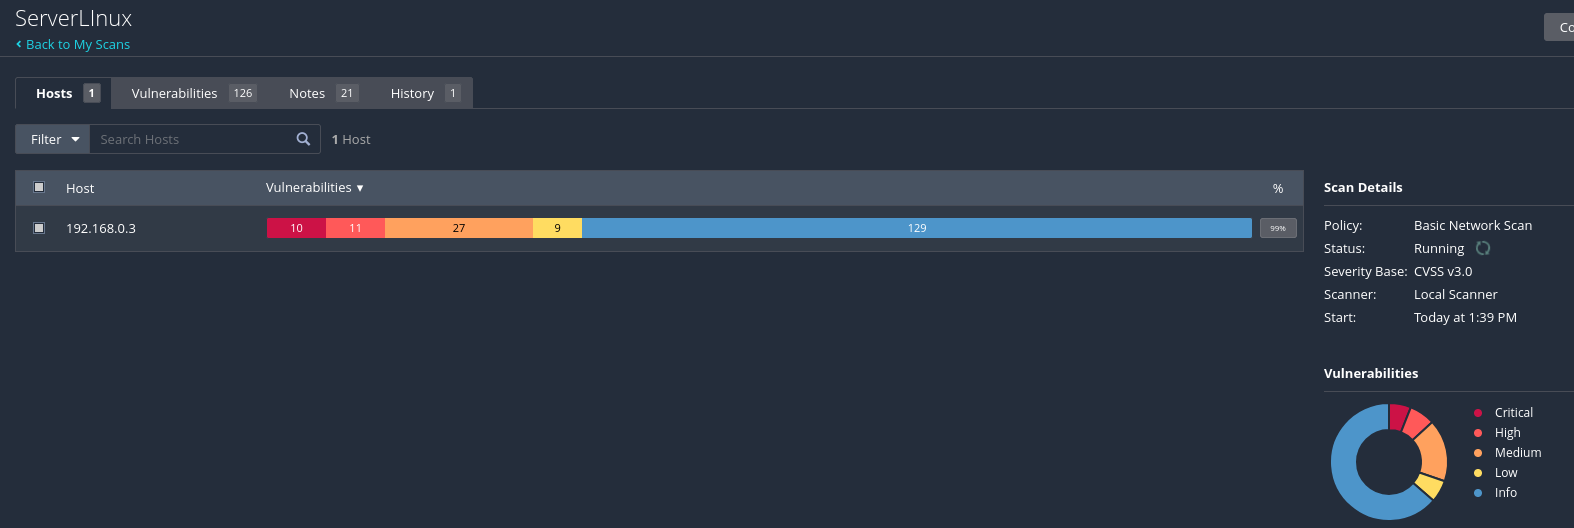 ServerLInux
Back to My Scans
Hosts 1 Vulnerabilities 126 Notes 21 History 1
Filter Search Hosts 1 Host
Host Vulnerabilities %
192.168.0.3 10 11 27 9 129 99%
Scan Details
Policy: Basic Network Scan
Status: Running
Severity Base: CVSS v3.0
Scanner: Local Scanner
Start: Today at 1:39 PM
Vulnerabilities
Critical
High
Medium
Low
Info